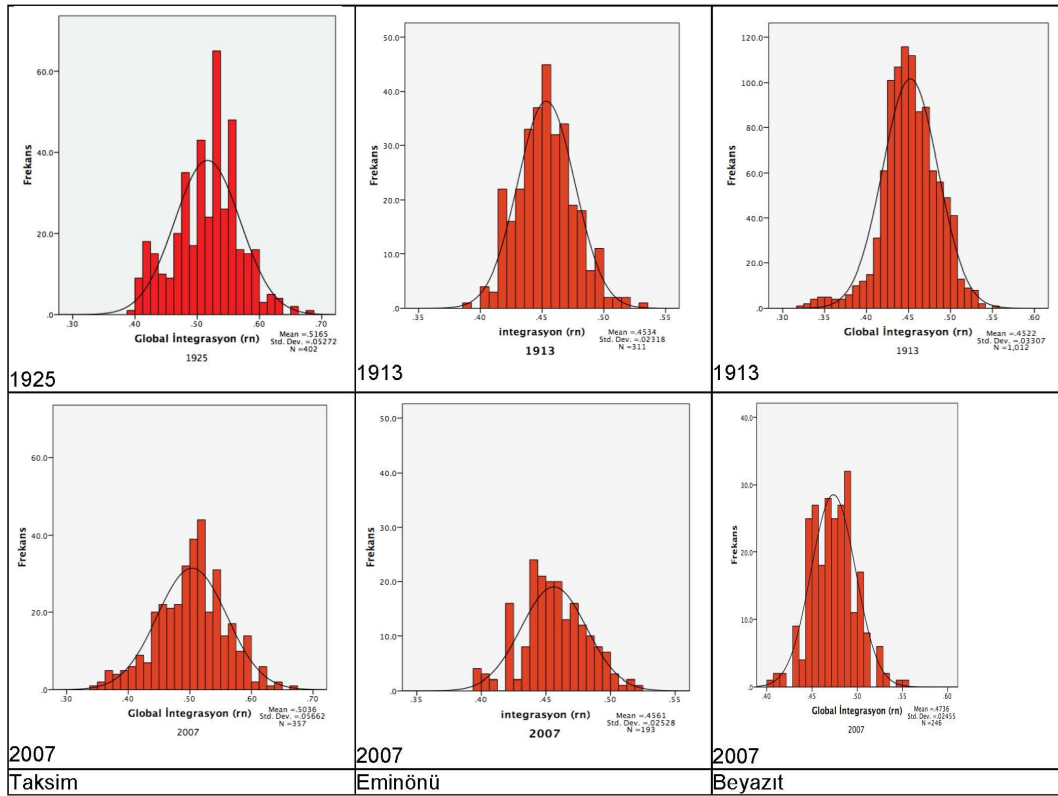 60.0
40.0
20.0
.0
Frekans
.30 .40 .50 .60 .70
Global İntegrasyon (rn)
1925
Mean =.5165
Std. Dev. =.05272
N =402
1925
50.0
40.0
30.0
20.0
10.0
.0
Frekans
.35 .40 .45 .50 .55
integrasyon (rn)
1913
Mean =.4534
Std. Dev. =.02318
N =311
1913
120.0
100.0
80.0
60.0
40.0
20.0
.0
Frekans
.30 .35 .40 .45 .50 .55 .60
Global İntegrasyon (rn)
1913
Mean =.4522
Std. Dev. =.03307
N =1,012
1913
60.0
40.0
20.0
.0
Frekans
.30 .40 .50 .60 .70
Global İntegrasyon (rn)
2007
Mean =.5036
Std. Dev. =.05662
N =357
2007
50.0
40.0
30.0
20.0
10.0
.0
Frekans
.35 .40 .45 .50 .55
integrasyon (rn)
2007
Mean =.4561
Std. Dev. =.02528
N =193
2007
40.0
30.0
20.0
10.0
.0
Frekans
.40 .45 .50 .55 .60
Global İntegrasyon (rn)
2007
Mean =.4736
Std. Dev. =.02455
N =246
2007
Taksim
Eminönü
Beyazıt